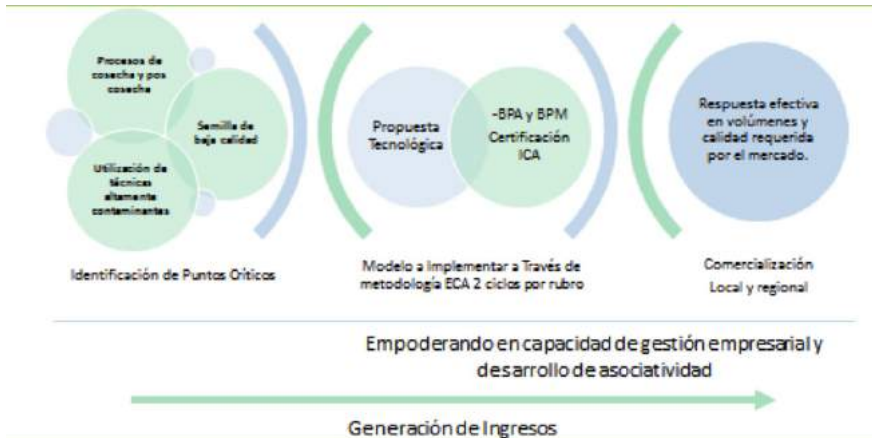 Procesos de
cosecha y pos
cosecha
Semilla de
baja calidad
Utilización de
técnicas
altamente
contaminantes
Identificación de Puntos Críticos
Propuesta
Tecnológica
-BPA y BPM
Certificación
ICA
Modelo a Implementar a Través de
metodología ECA 2 ciclos por rubro
Respuesta efectiva
en volúmenes y
calidad requerida
por el mercado.
Comercialización
Local y regional
Empoderando en capacidad de gestión empresarial y
desarrollo de asociatividad
Generación de Ingresos